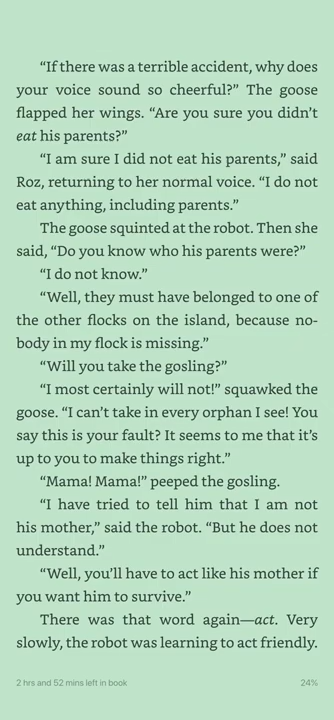 “If there was a terrible accident, why does
your voice sound so cheerful?” The goose
flapped her wings. “Are you sure you didn’t
eat his parents?”
“I am sure I did not eat his parents,” said
Roz, returning to her normal voice. “I do not
eat anything, including parents.”
The goose squinted at the robot. Then she
said, “Do you know who his parents were?”
“I do not know.”
“Well, they must have belonged to one of
the other flocks on the island, because no-
body in my flock is missing.”
“Will you take the gosling?”
“I most certainly will not!” squawked the
goose. “I can’t take in every orphan I see! You
say this is your fault? It seems to me that it’s
up to you to make things right.”
“Mama! Mama!” peeped the gosling.
“I have tried to tell him that I am not
his mother,” said the robot. “But he does not
understand.”
“Well, you’ll have to act like his mother if
you want him to survive.”
There was that word again—act. Very
slowly, the robot was learning to act friendly.
2 hrs and 52 mins left in book
24%